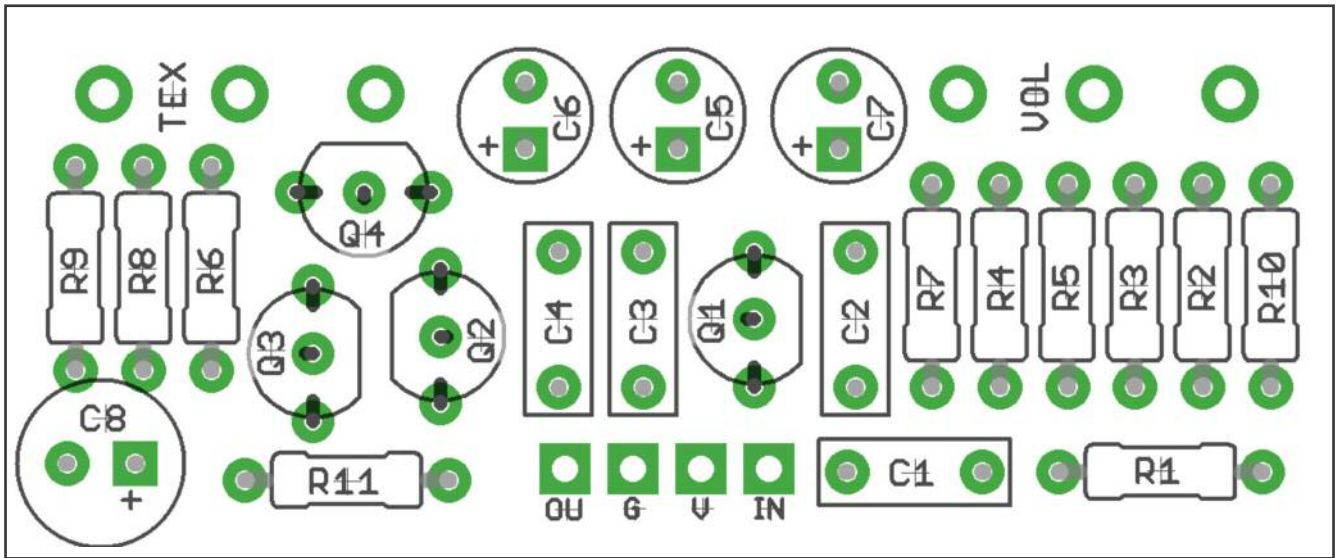 TEX
C6
+
C5
+
C7
+
VOL
R9
R8
R6
Q4
Q3
Q2
C4
C3
Q1
C2
R7
R4
R5
R3
R2
R10
C8
+
R11
OU G V IN
C1
R1